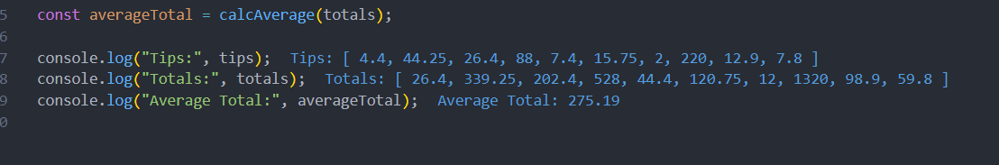 5 const averageTotal = calcAverage(totals);
6
7 console.log("Tips:", tips); Tips: [ 4.4, 44.25, 26.4, 88, 7.4, 15.75, 2, 220, 12.9, 7.8 ]
8 console.log("Totals:", totals); Totals: [ 26.4, 339.25, 202.4, 528, 44.4, 120.75, 12, 1320, 98.9, 59.8 ]
9 console.log("Average Total:", averageTotal); Average Total: 275.19
0